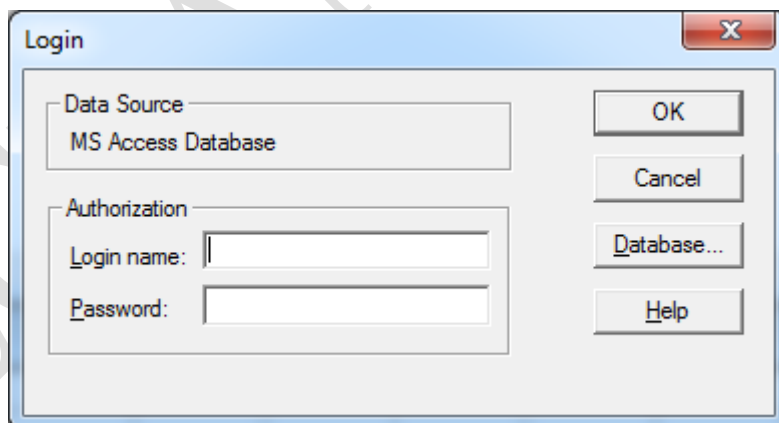 Login
Data Source
MS Access Database
OK
Cancel
Authorization
Login name:
Database...
Password:
Help